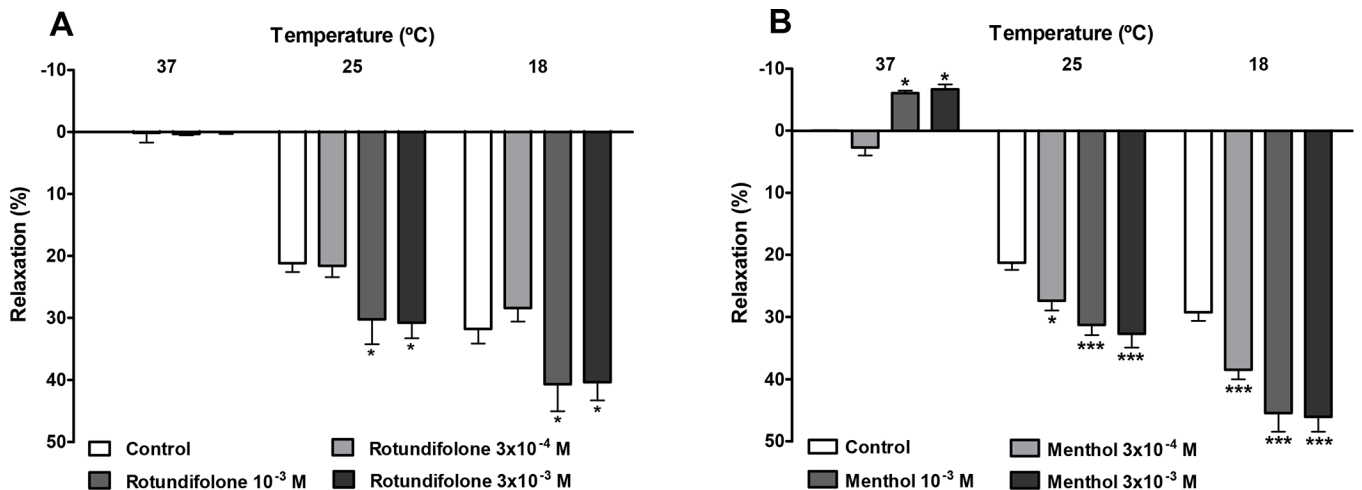 A
Temperature (ºC)
37 25 18
Relaxation (%)
-10
0
10
20
30
40
50
* *
* *
Control
Rotundifolone 3x10⁻⁴ M
Rotundifolone 10⁻³ M
Rotundifolone 3x10⁻³ M
B
Temperature (ºC)
37 25 18
Relaxation (%)
-10
0
10
20
30
40
50
* *
* *** ***
*** *** ***
Control
Menthol 3x10⁻⁴ M
Menthol 10⁻³ M
Menthol 3x10⁻³ M